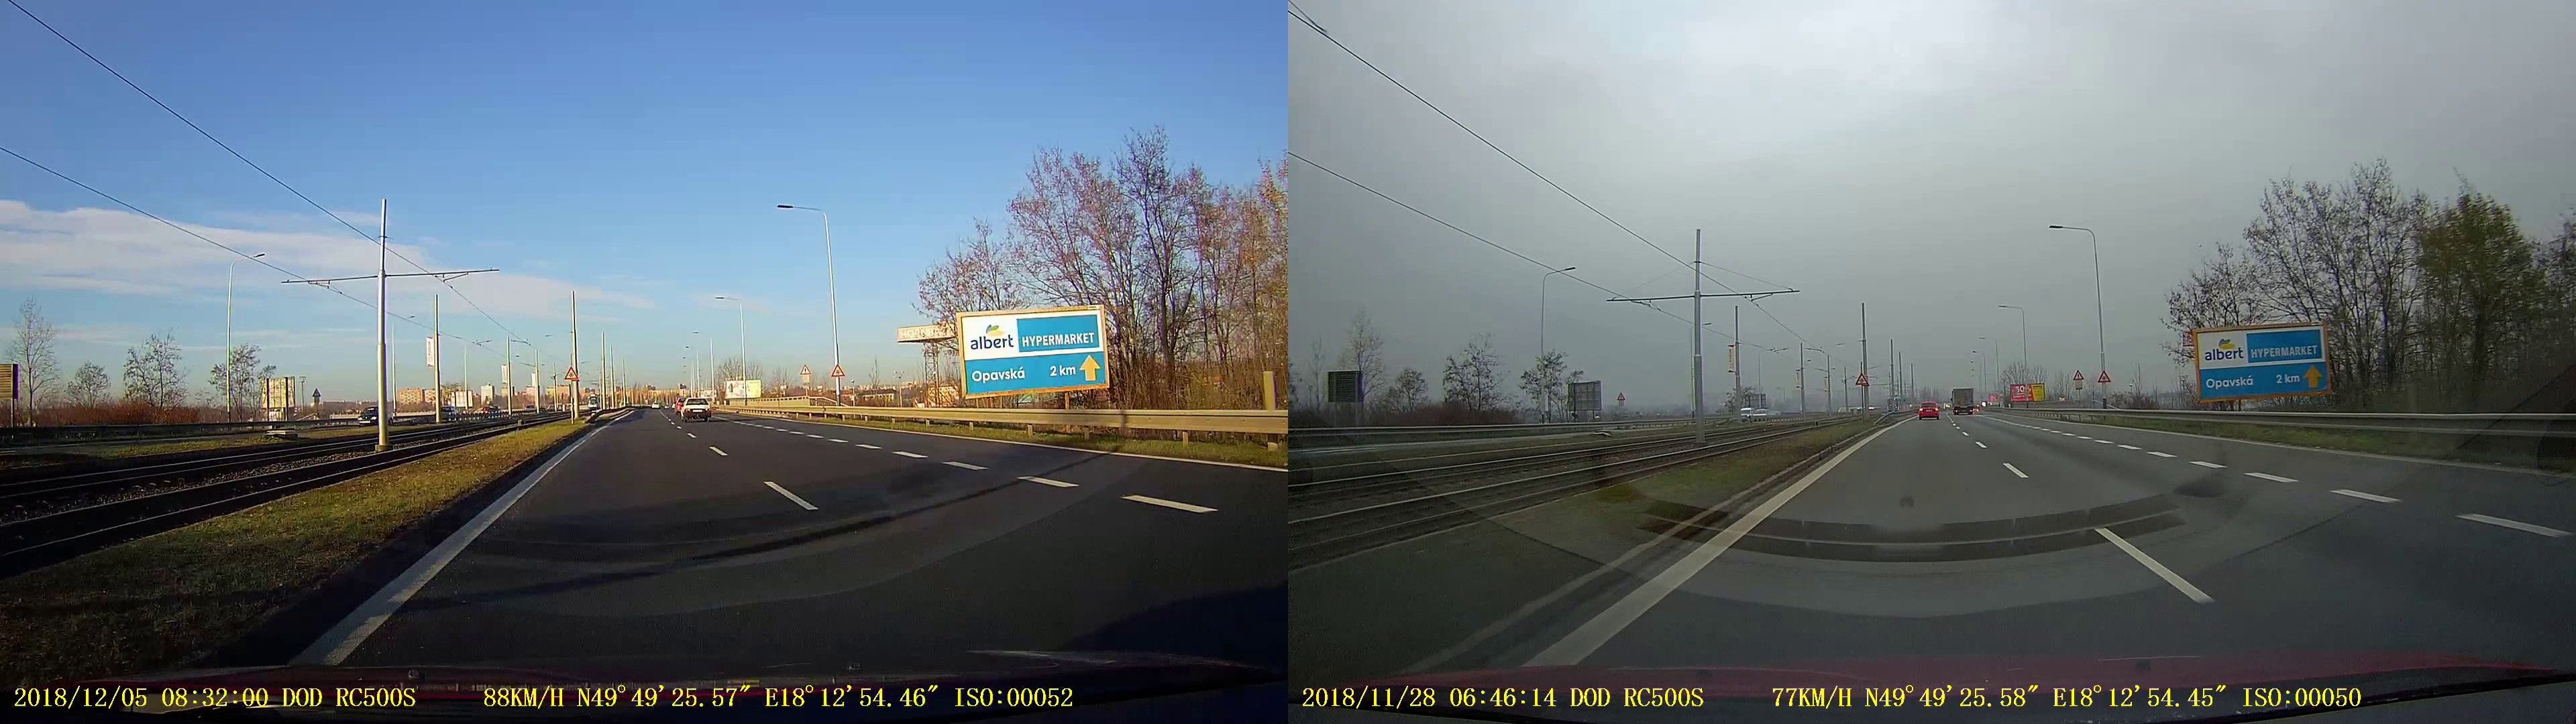 albert HYPERMARKET
Opavská 2 km
2018/12/05 08:32:00 DOD RC500S 88KM/H N49°49'25.57" E18°12'54.46" ISO:00052
albert HYPERMARKET
Opavská 2 km
50
2018/11/28 06:46:14 DOD RC500S 77KM/H N49°49'25.58" E18°12'54.45" ISO:00050